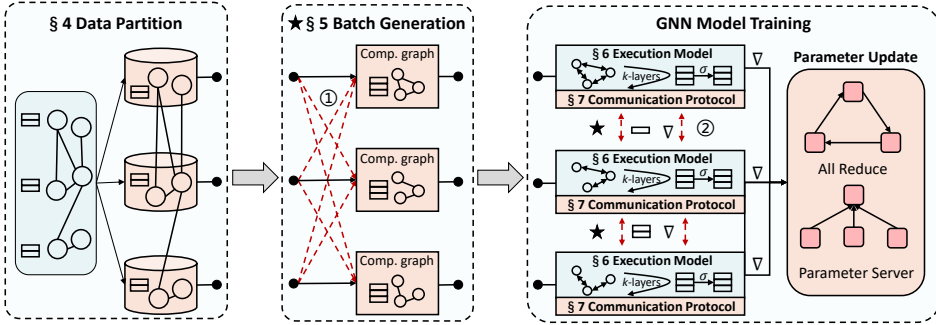 § 4 Data Partition
★ § 5 Batch Generation
Comp. graph
①
Comp. graph
Comp. graph
GNN Model Training
§ 6 Execution Model
k-layers
σ
§ 7 Communication Protocol
∇
★
∇
②
§ 6 Execution Model
k-layers
σ
§ 7 Communication Protocol
∇
★
∇
§ 6 Execution Model
k-layers
σ
§ 7 Communication Protocol
∇
Parameter Update
All Reduce
Parameter Server